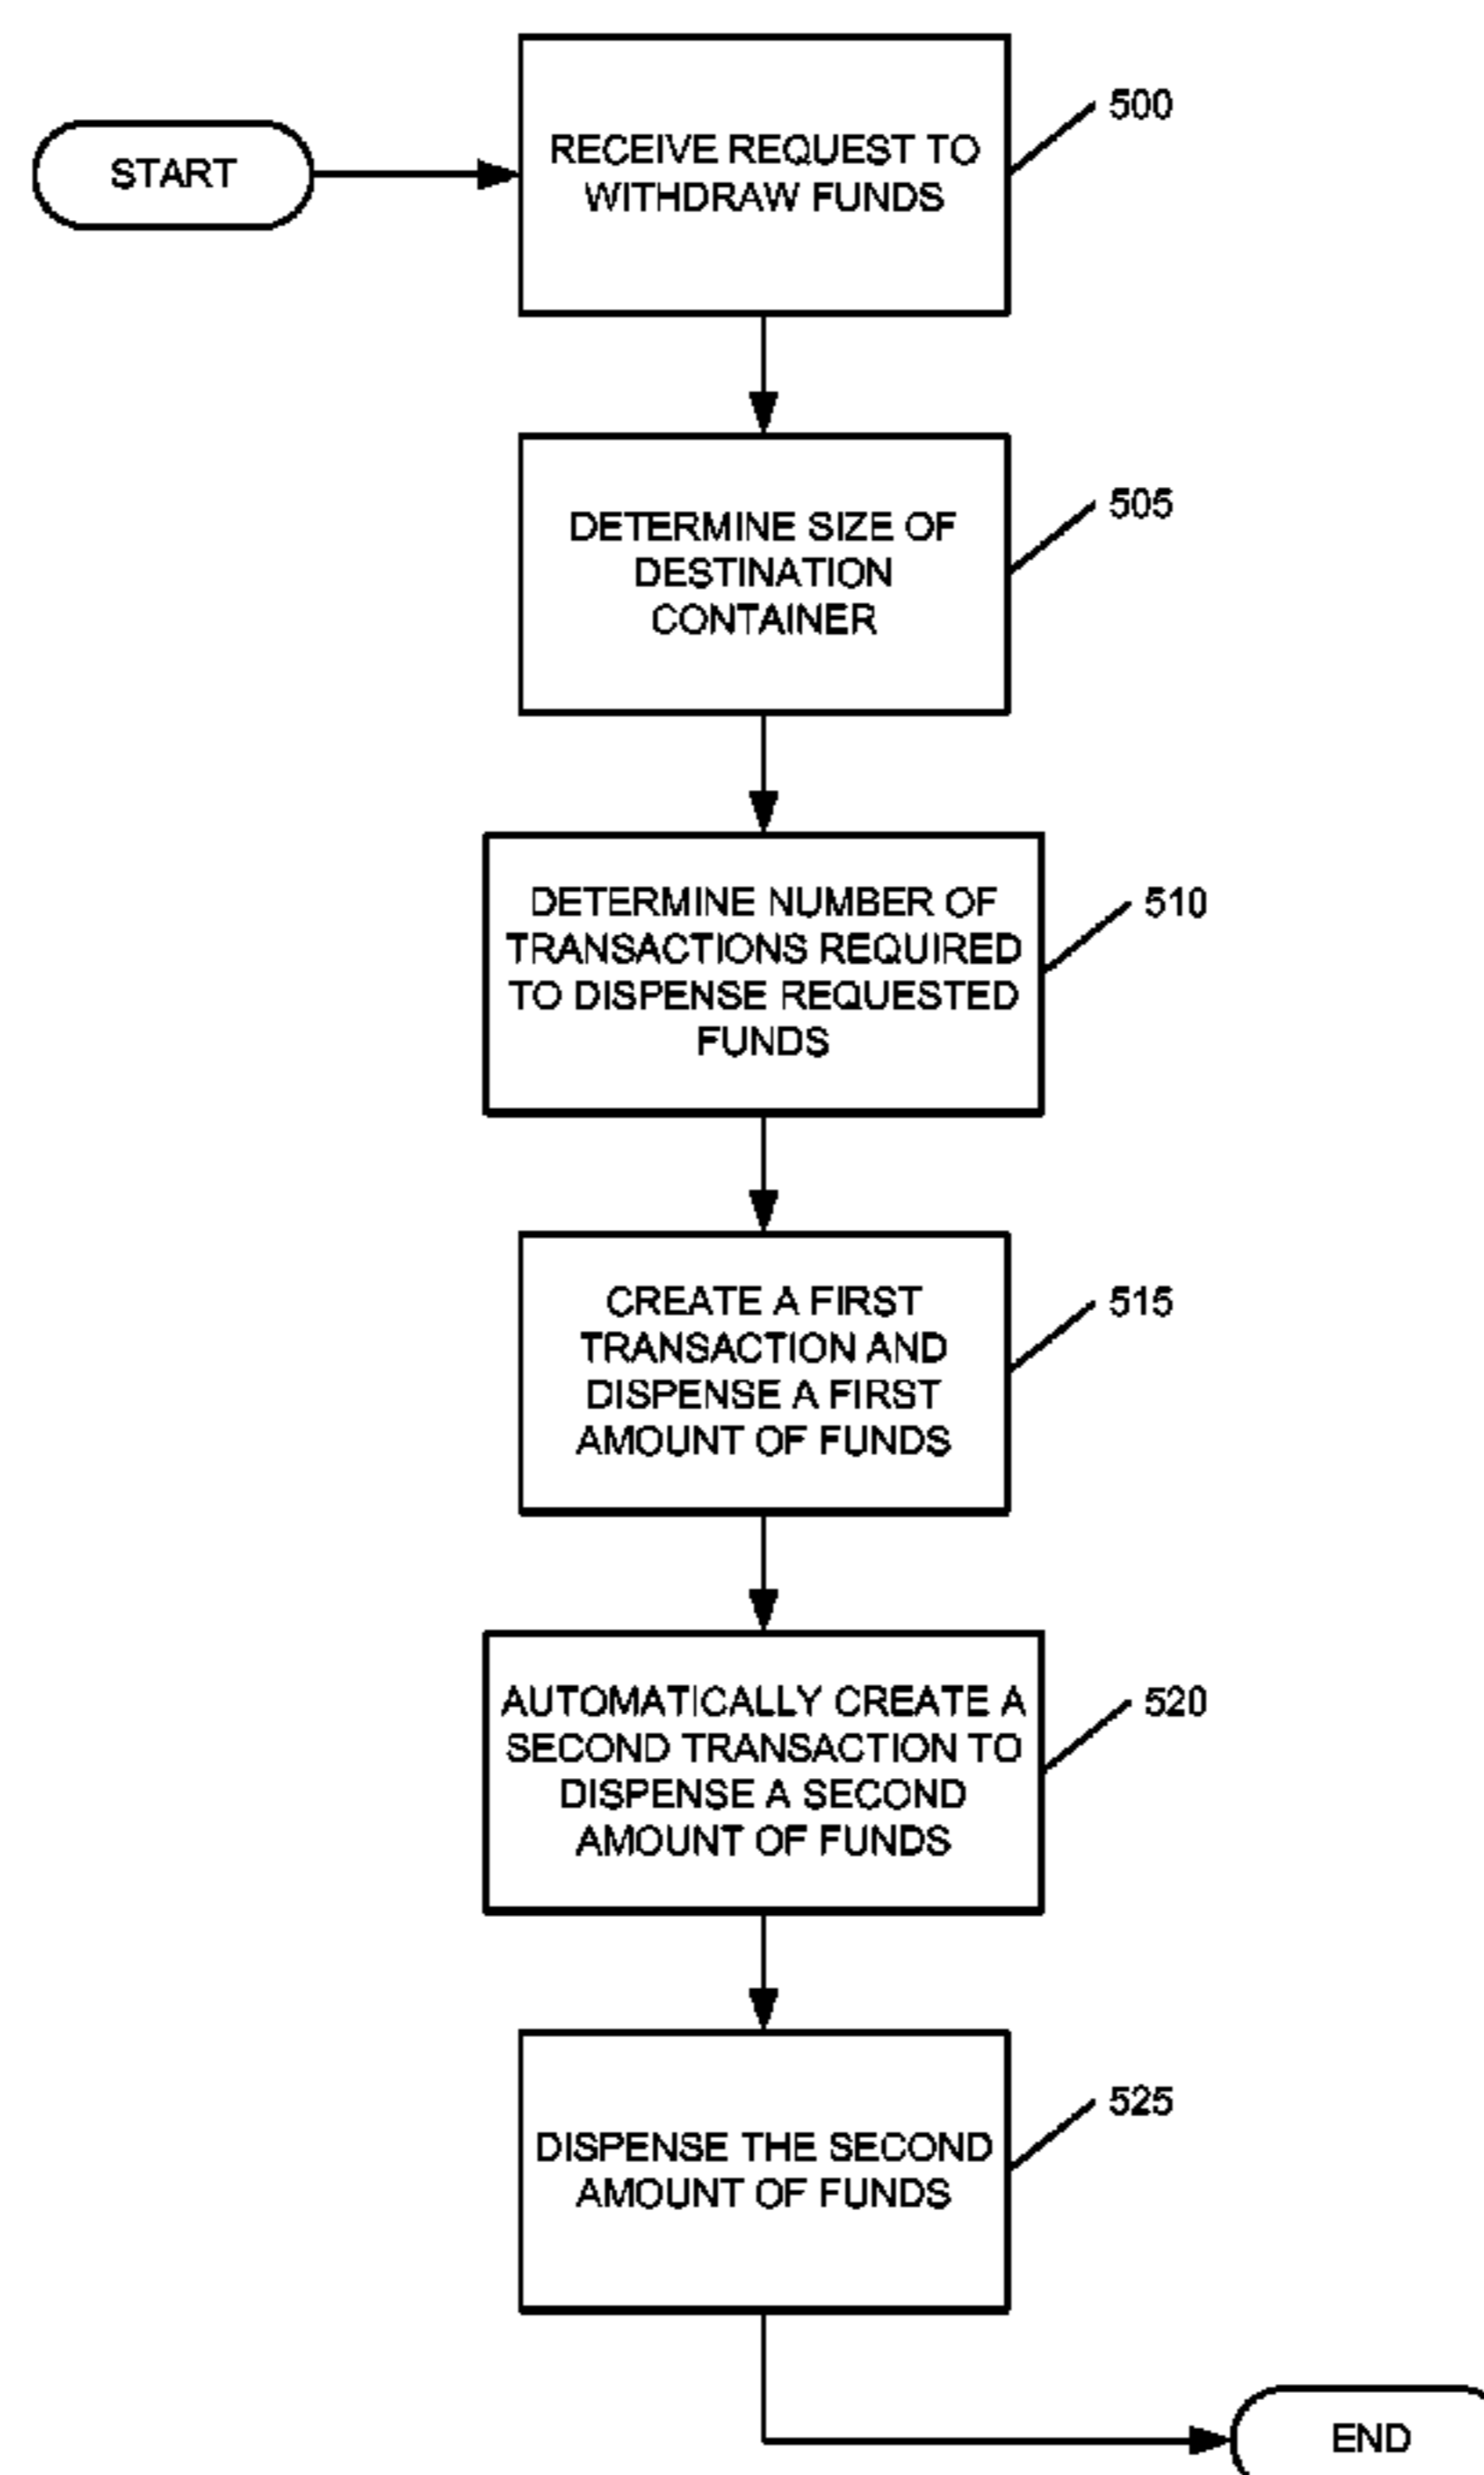 START
RECEIVE REQUEST TO
WITHDRAW FUNDS
500
DETERMINE SIZE OF
DESTINATION
CONTAINER
505
DETERMINE NUMBER OF
TRANSACTIONS REQUIRED
TO DISPENSE REQUESTED
FUNDS
510
CREATE A FIRST
TRANSACTION AND
DISPENSE A FIRST
AMOUNT OF FUNDS
515
AUTOMATICALLY CREATE A
SECOND TRANSACTION TO
DISPENSE A SECOND
AMOUNT OF FUNDS
520
DISPENSE THE SECOND
AMOUNT OF FUNDS
525
END